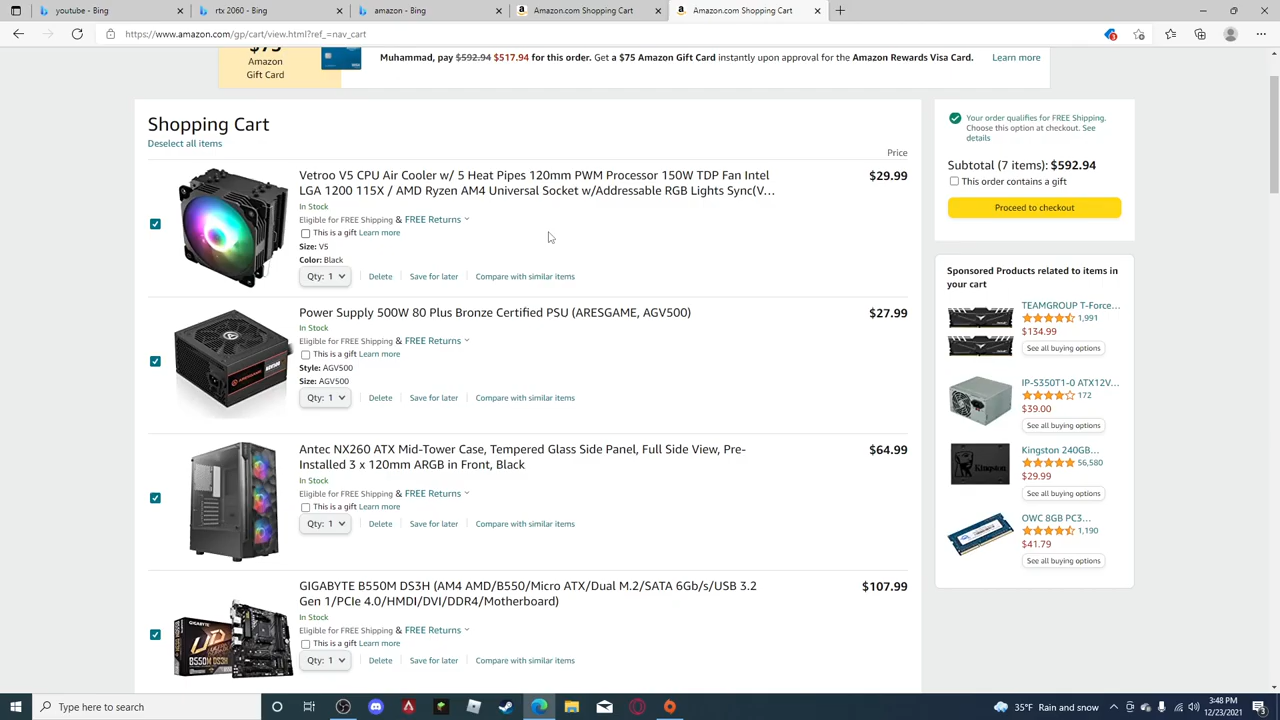 bto pc - YouTube
rtx 2060 - Bing
Amazon.com Shopping Cart
Amazon.com Shopping Cart
https://www.amazon.com/gp/cart/view.html?ref_=nav_cart
$75
Amazon
Gift Card
Muhammad, pay $592.94 $517.94 for this order. Get a $75 Amazon Gift Card instantly upon approval for the Amazon Rewards Visa Card. Learn more
Shopping Cart
Deselect all items
Price
Vetroo V5 CPU Air Cooler w/ 5 Heat Pipes 120mm PWM Processor 150W TDP Fan Intel $29.99
LGA 1200 115X / AMD Ryzen AM4 Universal Socket w/Addressable RGB Lights Sync(V...
In Stock
Eligible for FREE Shipping & FREE Returns
This is a gift Learn more
Size: V5
Color: Black
Qty: 1 Delete Save for later Compare with similar items
Power Supply 500W 80 Plus Bronze Certified PSU (ARESGAME, AGV500) $27.99
In Stock
Eligible for FREE Shipping & FREE Returns
This is a gift Learn more
Style: AGV500
Size: AGV500
Qty: 1 Delete Save for later Compare with similar items
Antec NX260 ATX Mid-Tower Case, Tempered Glass Side Panel, Full Side View, Pre- $64.99
Installed 3 x 120mm ARGB in Front, Black
In Stock
Eligible for FREE Shipping & FREE Returns
This is a gift Learn more
Qty: 1 Delete Save for later Compare with similar items
GIGABYTE B550M DS3H (AM4 AMD/B550/Micro ATX/Dual M.2/SATA 6Gb/s/USB 3.2 $107.99
Gen 1/PCIe 4.0/HMDI/DVI/DDR4/Motherboard)
In Stock
Eligible for FREE Shipping & FREE Returns
This is a gift Learn more
Qty: 1 Delete Save for later Compare with similar items
GIGABYTE
UD
B550M DS3H
Your order qualifies for FREE Shipping.
Choose this option at checkout. See
details
Subtotal (7 items): $592.94
This order contains a gift
Proceed to checkout
Sponsored Products related to items in
your cart
TEAMGROUP T-Force...
1,991
$134.99
See all buying options
IP-S350T1-0 ATX12V...
172
$39.00
See all buying options
Kingston
Kingston 240GB...
56,580
$29.99
See all buying options
OWC 8GB PC3...
1,190
$41.79
See all buying options
Type here to search
35°F Rain showers
3:48 PM
12/23/2021